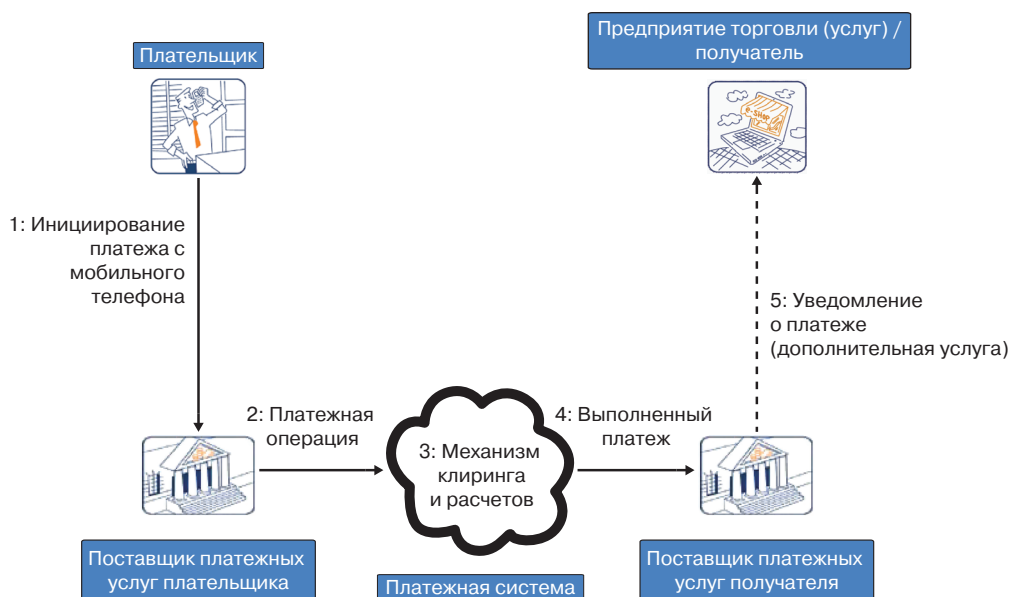 Плательщик
Предприятие торговли (услуг) /
получатель
e-SHOP
1: Инициирование
платежа с
мобильного
телефона
5: Уведомление
о платеже
(дополнительная услуга)
2: Платежная
операция
3: Механизм
клиринга
и расчетов
4: Выполненный
платеж
Поставщик платежных
услуг плательщика
Платежная система
Поставщик платежных
услуг получателя